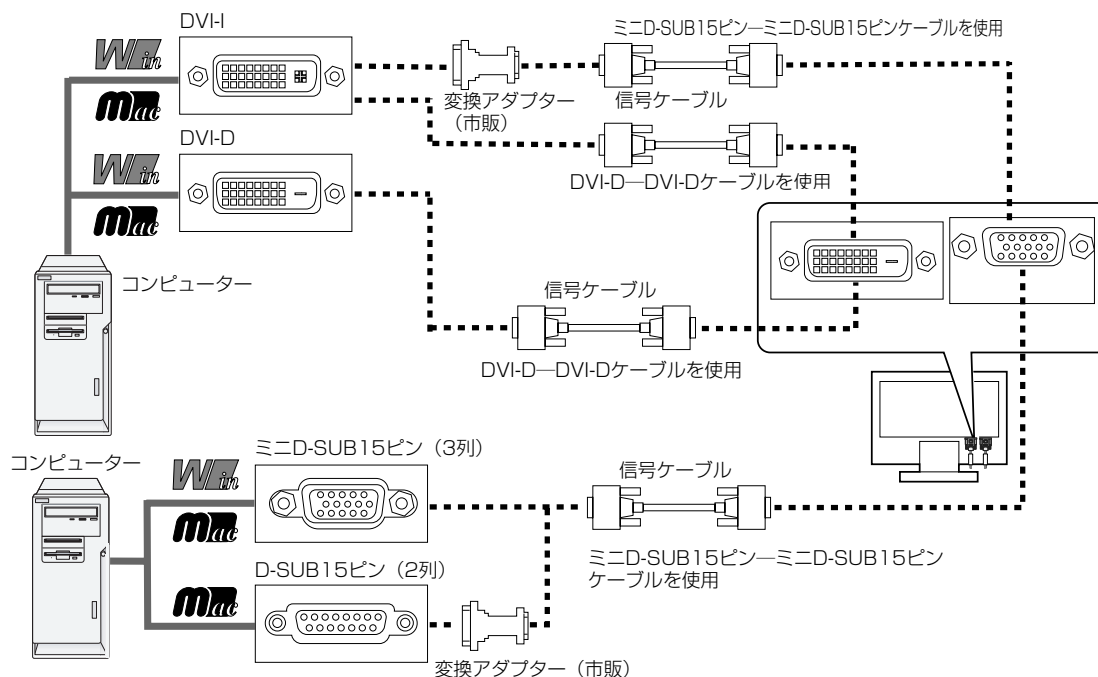 DVI-I
ミニD-SUB15ピン—ミニD-SUB15ピンケーブルを使用
Win
Mac
変換アダプター
（市販）
信号ケーブル
DVI-D
DVI-D—DVI-Dケーブルを使用
Win
Mac
コンピューター
信号ケーブル
DVI-D—DVI-Dケーブルを使用
コンピューター
ミニD-SUB15ピン（3列）
Win
Mac
信号ケーブル
ミニD-SUB15ピン—ミニD-SUB15ピン
ケーブルを使用
D-SUB15ピン（2列）
Mac
変換アダプター（市販）